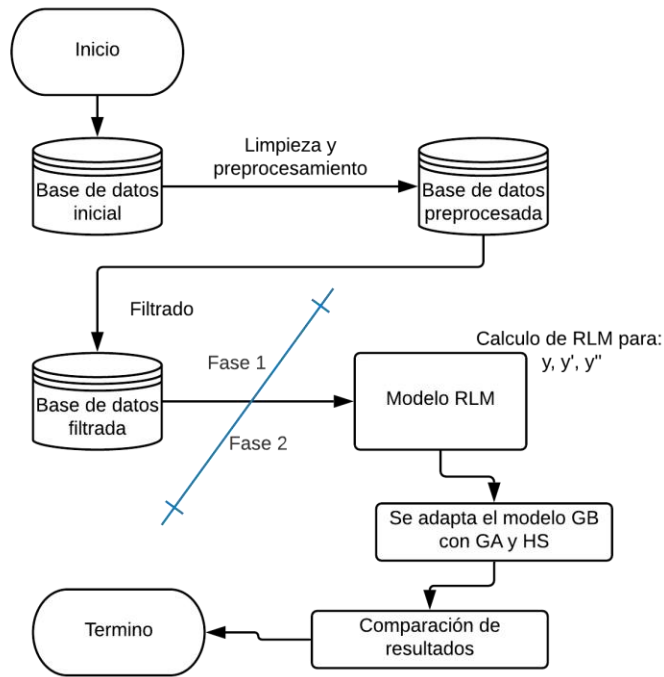 Inicio
Limpieza y
preprocesamiento
Base de datos
inicial
Base de datos
preprocesada
Filtrado
Fase 1
Calculo de RLM para:
y, y', y"
Base de datos
filtrada
Modelo RLM
Fase 2
Se adapta el modelo GB
con GA y HS
Termino
Comparación de
resultados